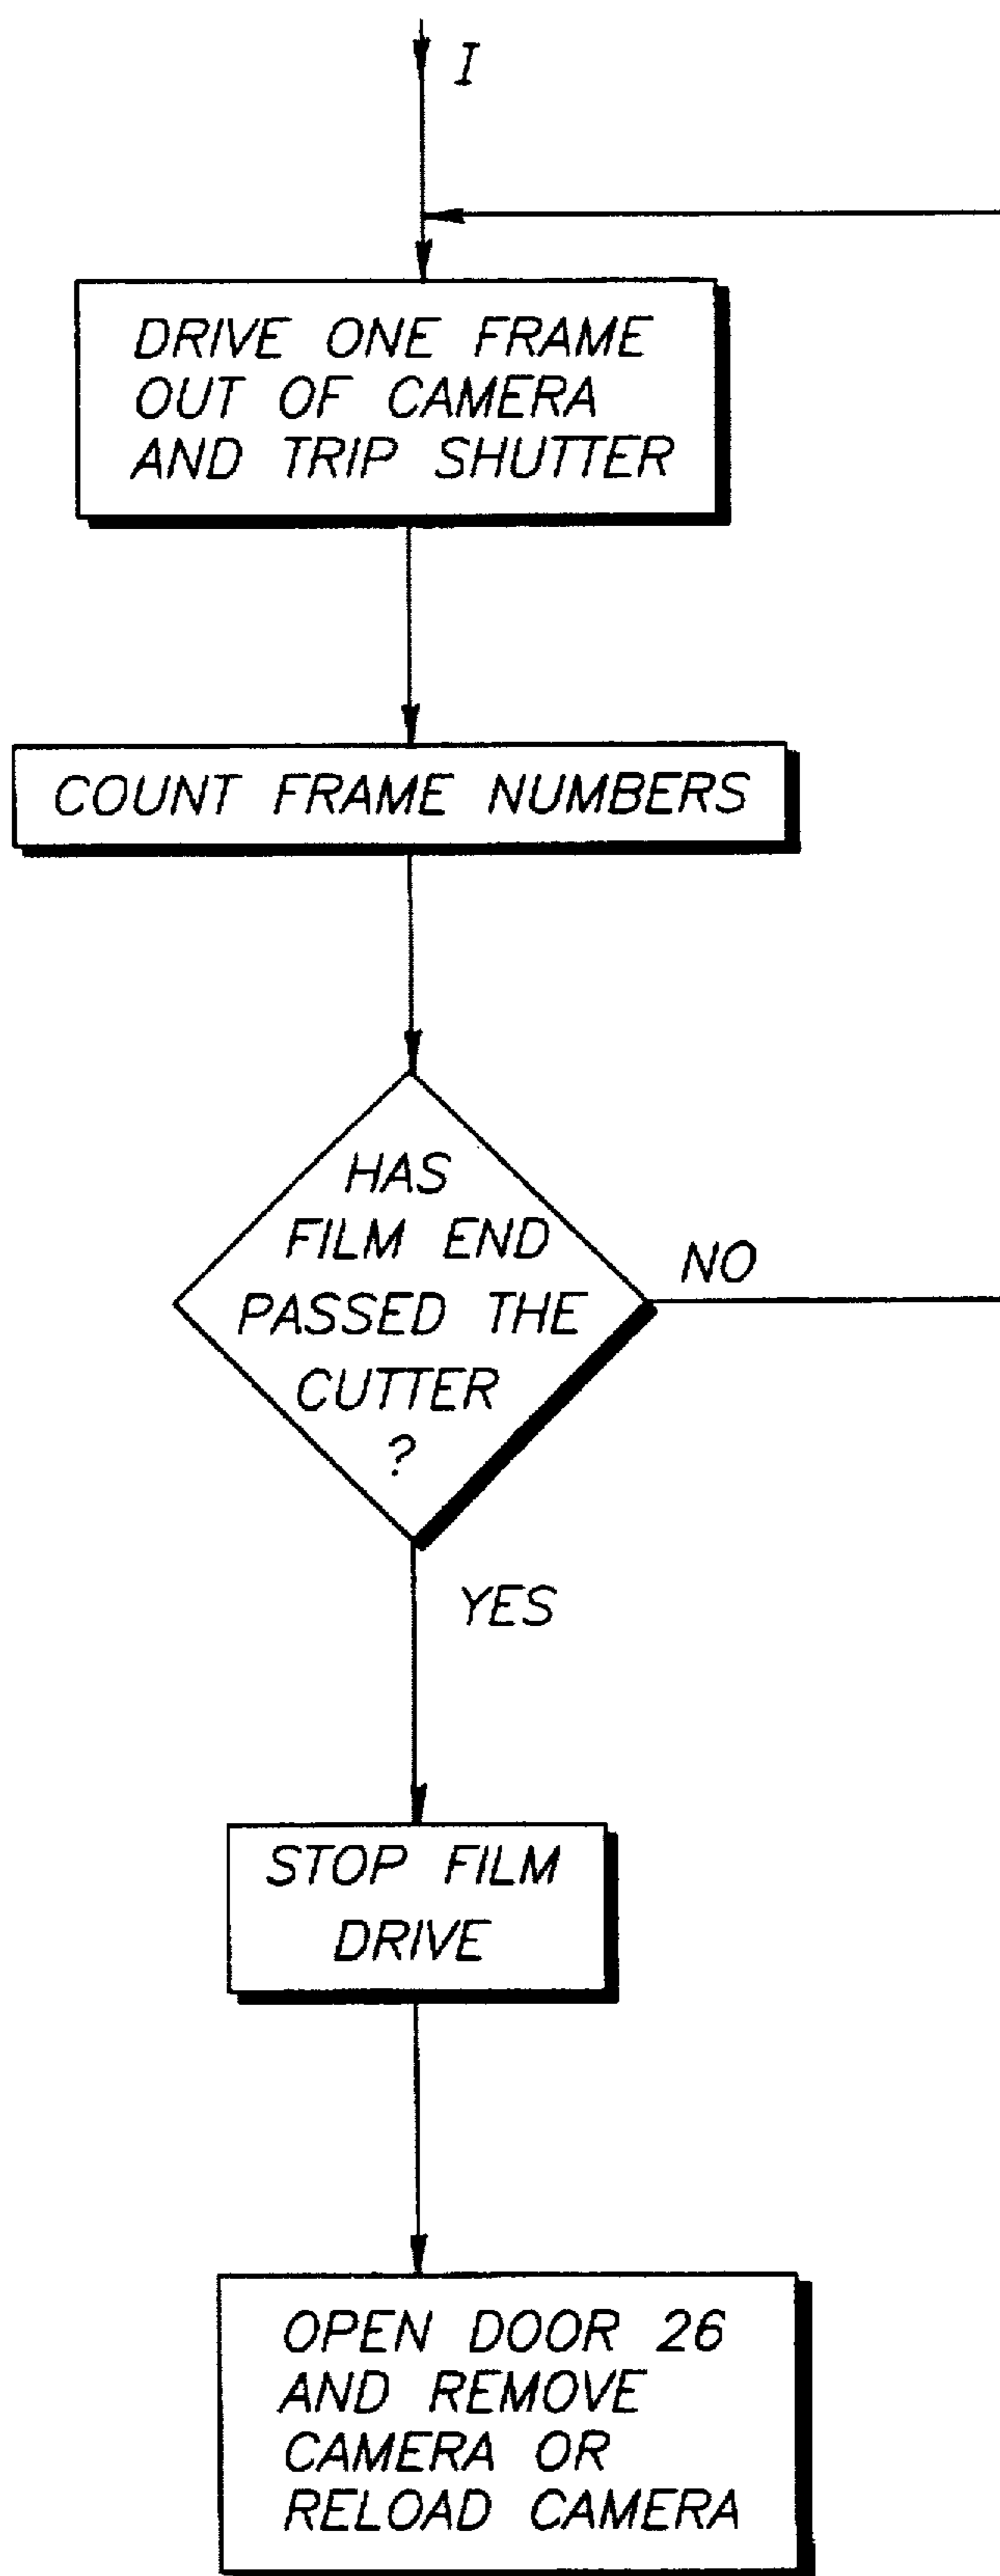 I
DRIVE ONE FRAME
OUT OF CAMERA
AND TRIP SHUTTER
COUNT FRAME NUMBERS
HAS
FILM END
PASSED THE
CUTTER
?
NO
YES
STOP FILM
DRIVE
OPEN DOOR 26
AND REMOVE
CAMERA OR
RELOAD CAMERA